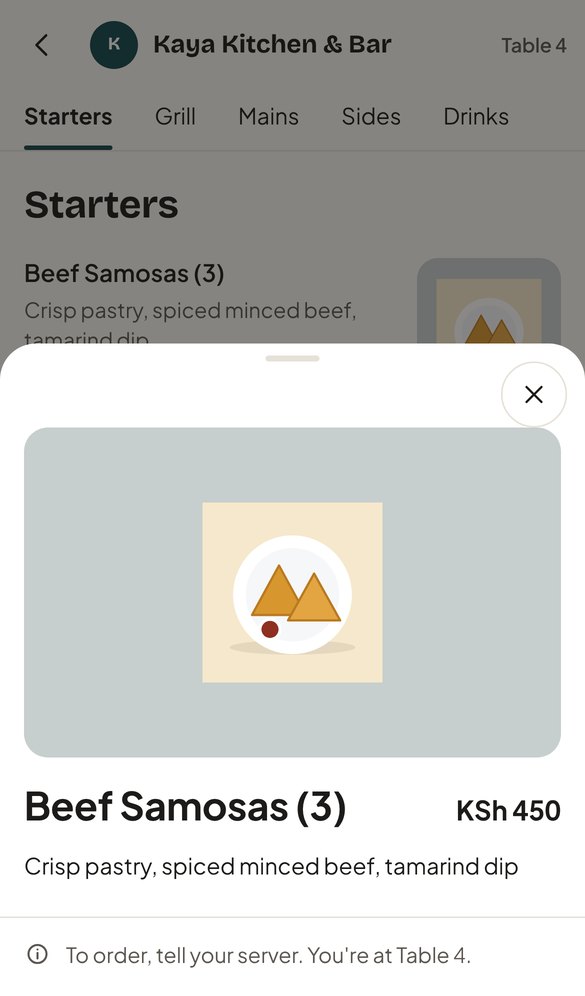 K
Kaya Kitchen & Bar
Table 4
Starters
Grill
Mains
Sides
Drinks
Starters
Beef Samosas (3)
Crisp pastry, spiced minced beef,
tamarind dip
Beef Samosas (3)
KSh 450
Crisp pastry, spiced minced beef, tamarind dip
To order, tell your server. You're at Table 4.